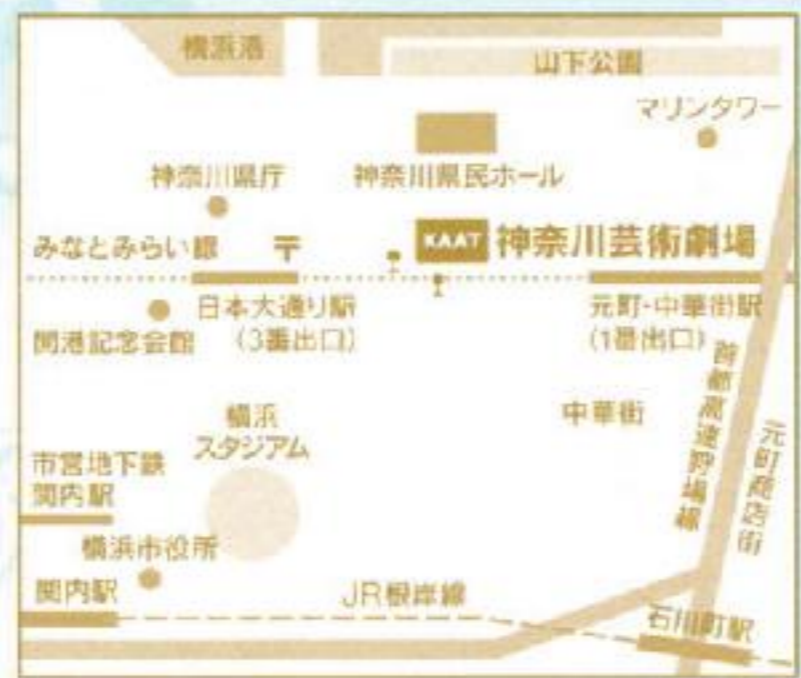 横浜港
山下公園
マリンタワー
神奈川県庁
神奈川県民ホール
みなとみらい線
〒
KAAT 神奈川芸術劇場
日本大通り駅
(3番出口)
元町・中華街駅
(1番出口)
開港記念会館
横浜
スタジアム
中華街
首都高速狩場線
元町商店街
市営地下鉄
関内駅
横浜市役所
関内駅
JR根岸線
石川町駅